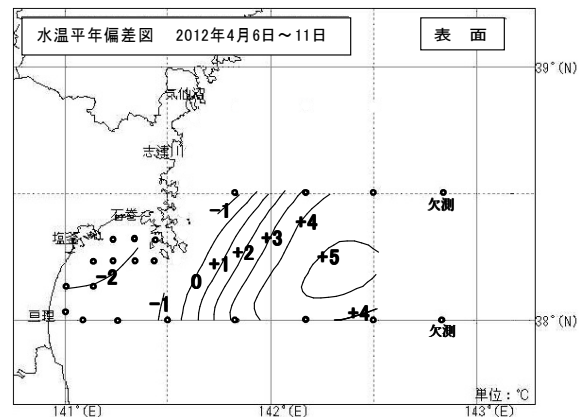 水温平年偏差図 2012年4月6日～11日
表 面
39°(N)
気仙沼
志津川
石巻
塩釜
亘理
-1
+4
欠測
+3
+2
+1
+5
0
-2
-1
+4
38°(N)
欠測
単位：℃
141°(E)
142°(E)
143°(E)